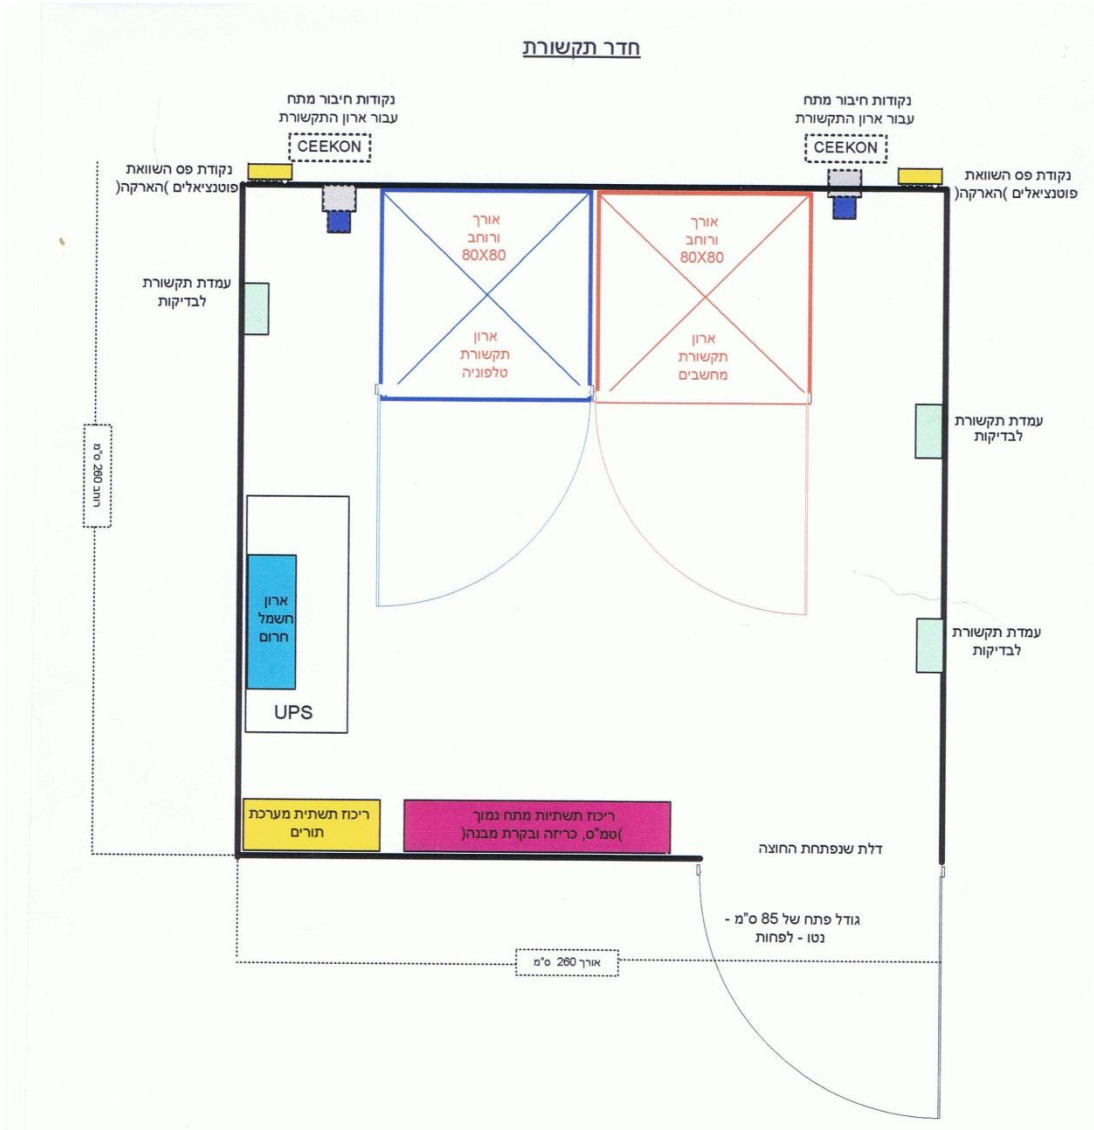 חדר תקשורת
נקודות חיבור מתח
עבור ארון התקשורת
CEEKON
נקודות חיבור מתח
עבור ארון התקשורת
CEEKON
נקודת פס השוואת
פוטנציאלים )הארקה(
נקודת פס השוואת
פוטנציאלים )הארקה(
אורך
ורוחב
80X80
ארון
תקשורת
מחשבים
אורך
ורוחב
80X80
ארון
תקשורת
טלפוניה
עמדת תקשורת
לבדיקות
עמדת תקשורת
לבדיקות
עמדת תקשורת
לבדיקות
רוחב 260 ס"מ
ארון
חשמל
חרום
UPS
ריכוז תשתיות מתח נמוך
)טמ"ס, כריזה ובקרת מבנה(
ריכוז תשתית מערכת
תורים
דלת שנפתחת החוצה
גודל פתח של 85 ס"מ -
נטו - לפחות
אורך 260 ס"מ